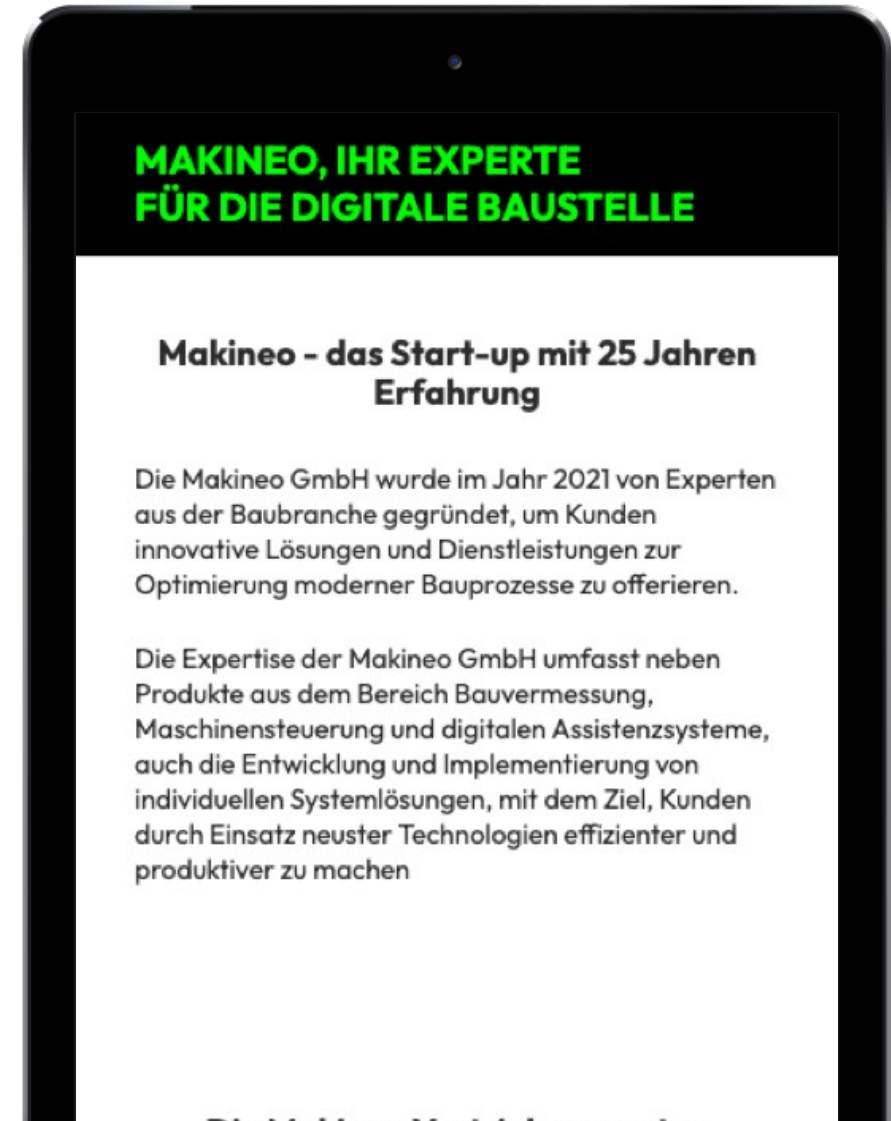 MAKINEO, IHR EXPERTE
FÜR DIE DIGITALE BAUSTELLE
Makineo - das Start-up mit 25 Jahren
Erfahrung
Die Makineo GmbH wurde im Jahr 2021 von Experten
aus der Baubranche gegründet, um Kunden
innovative Lösungen und Dienstleistungen zur
Optimierung moderner Bauprozesse zu offerieren.
Die Expertise der Makineo GmbH umfasst neben
Produkte aus dem Bereich Bauvermessung,
Maschinensteuerung und digitalen Assistenzsysteme,
auch die Entwicklung und Implementierung von
individuellen Systemlösungen, mit dem Ziel, Kunden
durch Einsatz neuster Technologien effizienter und
produktiver zu machen